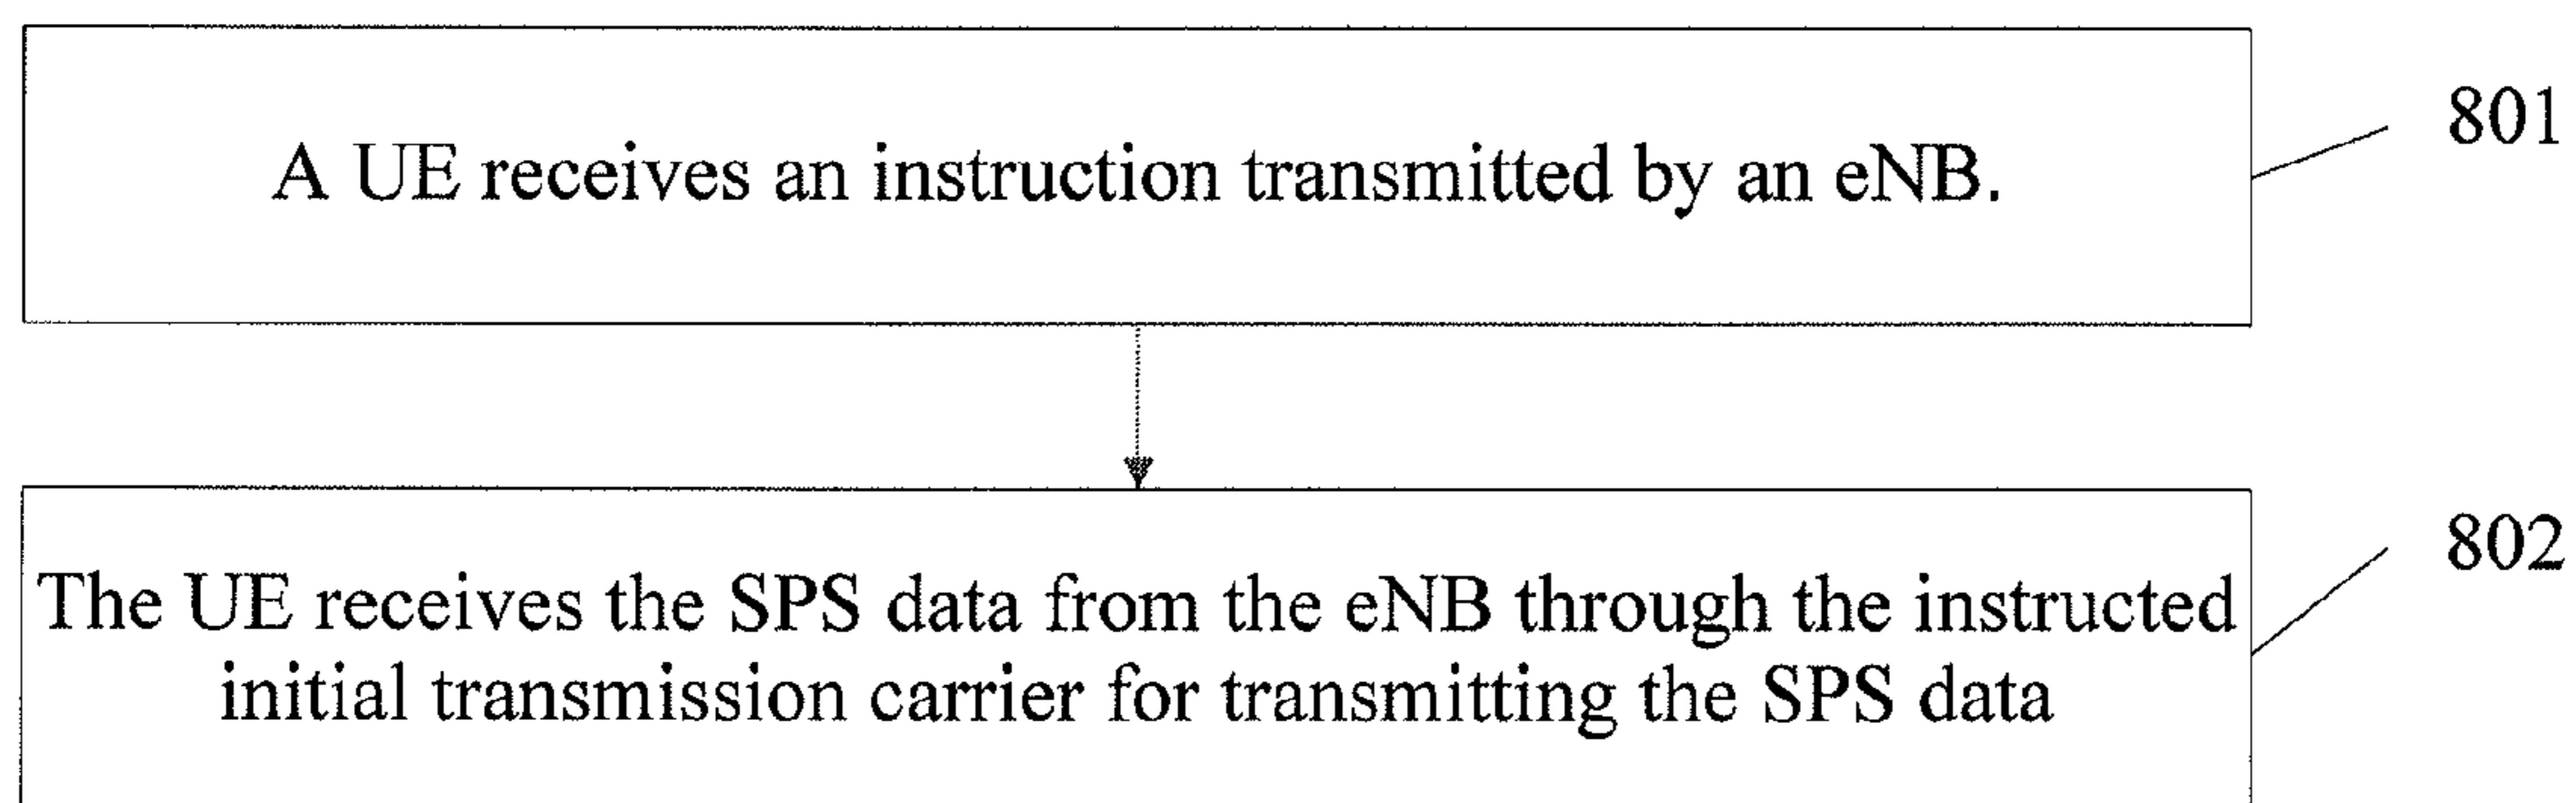 A UE receives an instruction transmitted by an eNB.
801
The UE receives the SPS data from the eNB through the instructed
initial transmission carrier for transmitting the SPS data
802